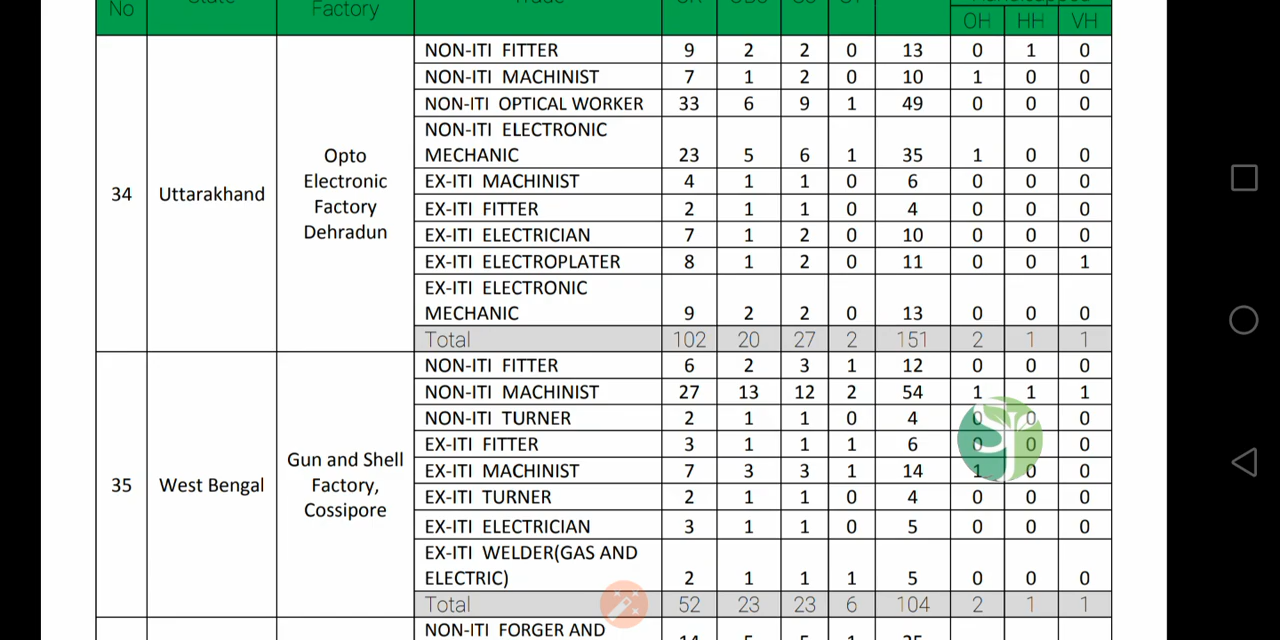 No Factory
OH HH VH
NON-ITI FITTER 9 2 2 0 13 0 1 0
NON-ITI MACHINIST 7 1 2 0 10 1 0 0
NON-ITI OPTICAL WORKER 33 6 9 1 49 0 0 0
NON-ITI ELECTRONIC
MECHANIC 23 5 6 1 35 1 0 0
EX-ITI MACHINIST 4 1 1 0 6 0 0 0
34 Uttarakhand Opto
Electronic
Factory
Dehradun
EX-ITI FITTER 2 1 1 0 4 0 0 0
EX-ITI ELECTRICIAN 7 1 2 0 10 0 0 0
EX-ITI ELECTROPLATER 8 1 2 0 11 0 0 1
EX-ITI ELECTRONIC
MECHANIC 9 2 2 0 13 0 0 0
Total 102 20 27 2 151 2 1 1
NON-ITI FITTER 6 2 3 1 12 0 0 0
NON-ITI MACHINIST 27 13 12 2 54 1 1 1
NON-ITI TURNER 2 1 1 0 4 0 0 0
EX-ITI FITTER 3 1 1 1 6 0 0 0
35 West Bengal Gun and Shell
Factory,
Cossipore
EX-ITI MACHINIST 7 3 3 1 14 1 0 0
EX-ITI TURNER 2 1 1 0 4 0 0 0
EX-ITI ELECTRICIAN 3 1 1 0 5 0 0 0
EX-ITI WELDER(GAS AND
ELECTRIC) 2 1 1 1 5 0 0 0
Total 52 23 23 6 104 2 1 1
NON-ITI FORGER AND